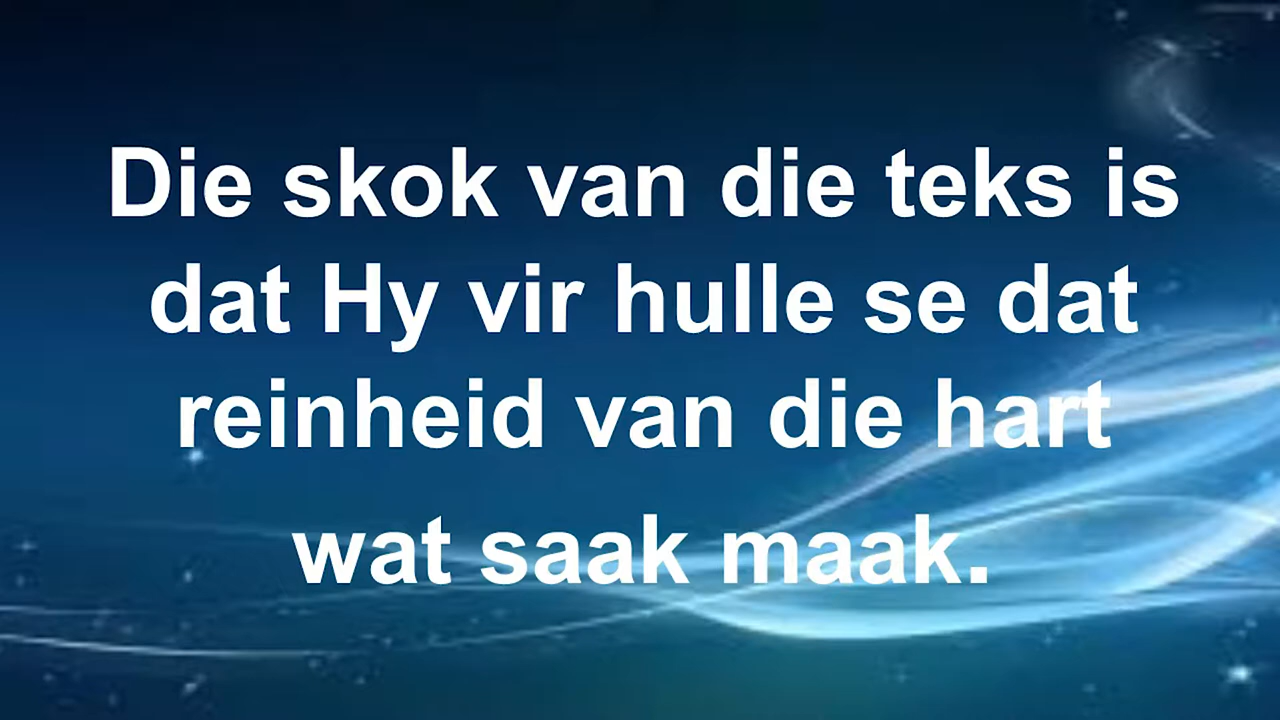 Die skok van die teks is
dat Hy vir hulle se dat
reinheid van die hart
wat saak maak.